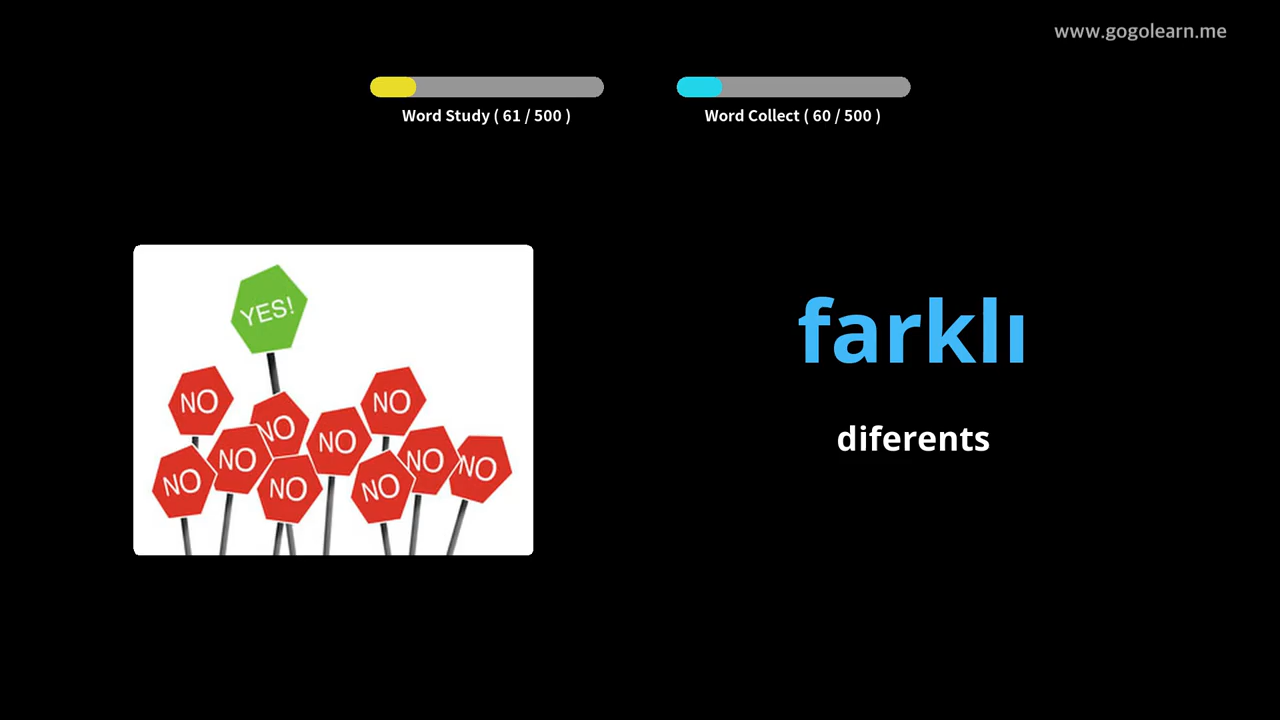 www.gogolearn.me
Word Study ( 61 / 500 )
Word Collect ( 60 / 500 )
YES!
NO
NO
NO
NO
NO
NO
NO
NO
NO
NO
farklı
diferents